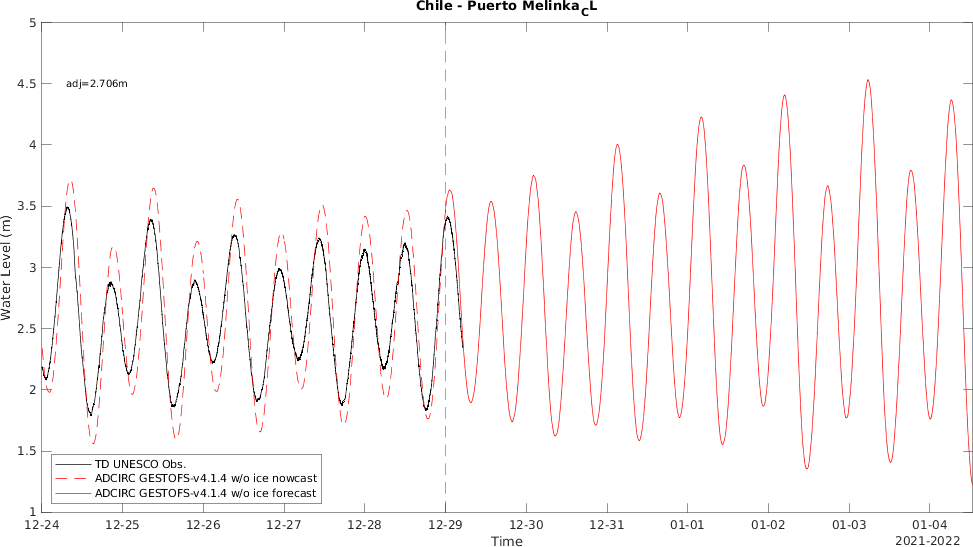 Chile - Puerto MelinkaCL
5
4.5
4
3.5
3
2.5
2
1.5
1
Water Level (m)
adj=2.706m
TD UNESCO Obs.
ADCIRC GESTOFS-v4.1.4 w/o ice nowcast
ADCIRC GESTOFS-v4.1.4 w/o ice forecast
12-24 12-25 12-26 12-27 12-28 12-29 12-30 12-31 01-01 01-02 01-03 01-04
Time
2021-2022